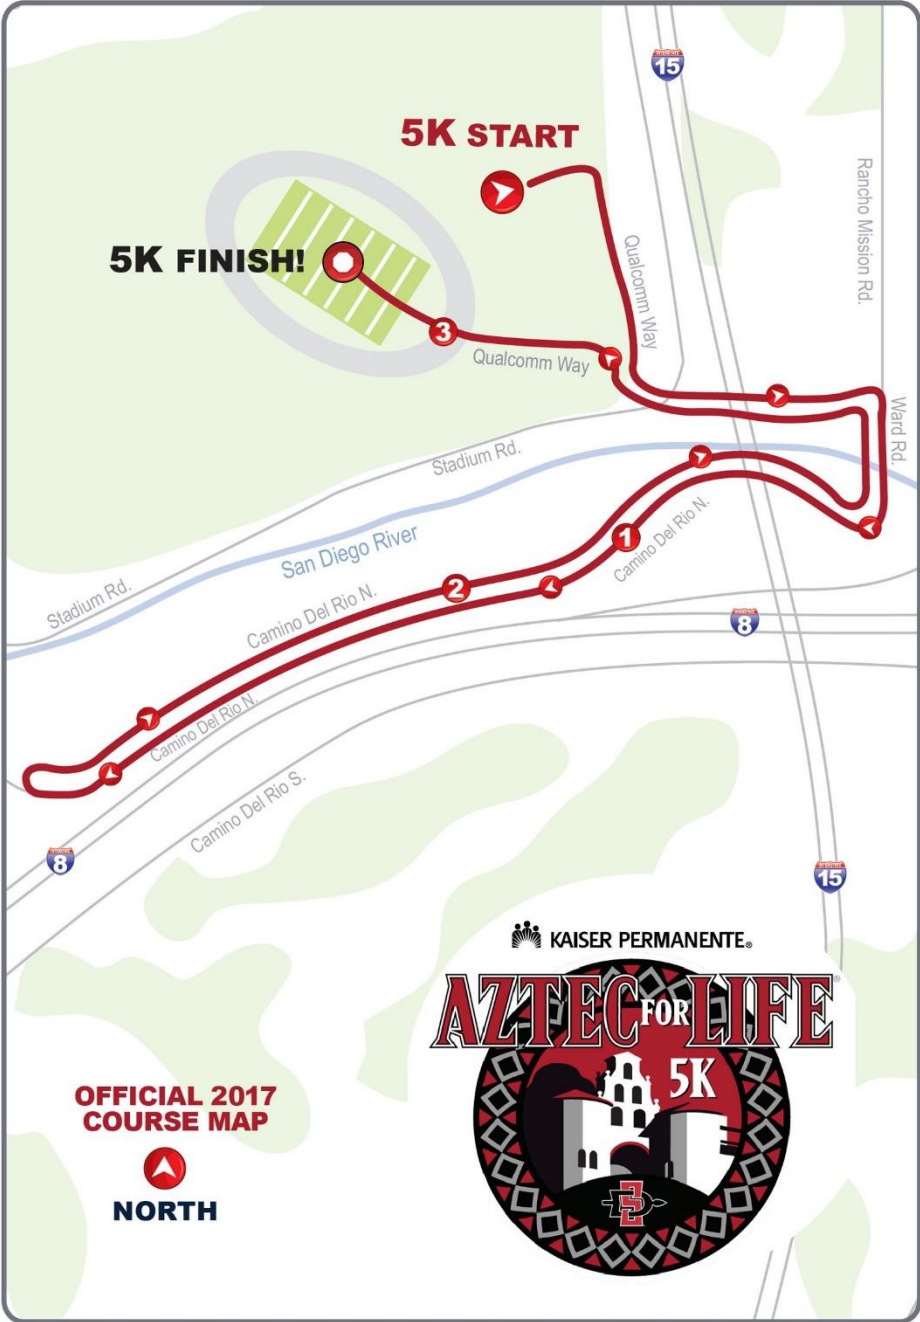 15
5K START
Rancho Mission Rd.
Qualcomm Way
5K FINISH!
3
Qualcomm Way
Ward Rd.
Stadium Rd.
San Diego River
1
Camino Del Rio N.
2
Stadium Rd.
Camino Del Rio N.
8
Camino Del Rio N.
Camino Del Rio S.
8
15
KAISER PERMANENTE®
AZTEC FOR LIFE®
5K
OFFICIAL 2017
COURSE MAP
NORTH